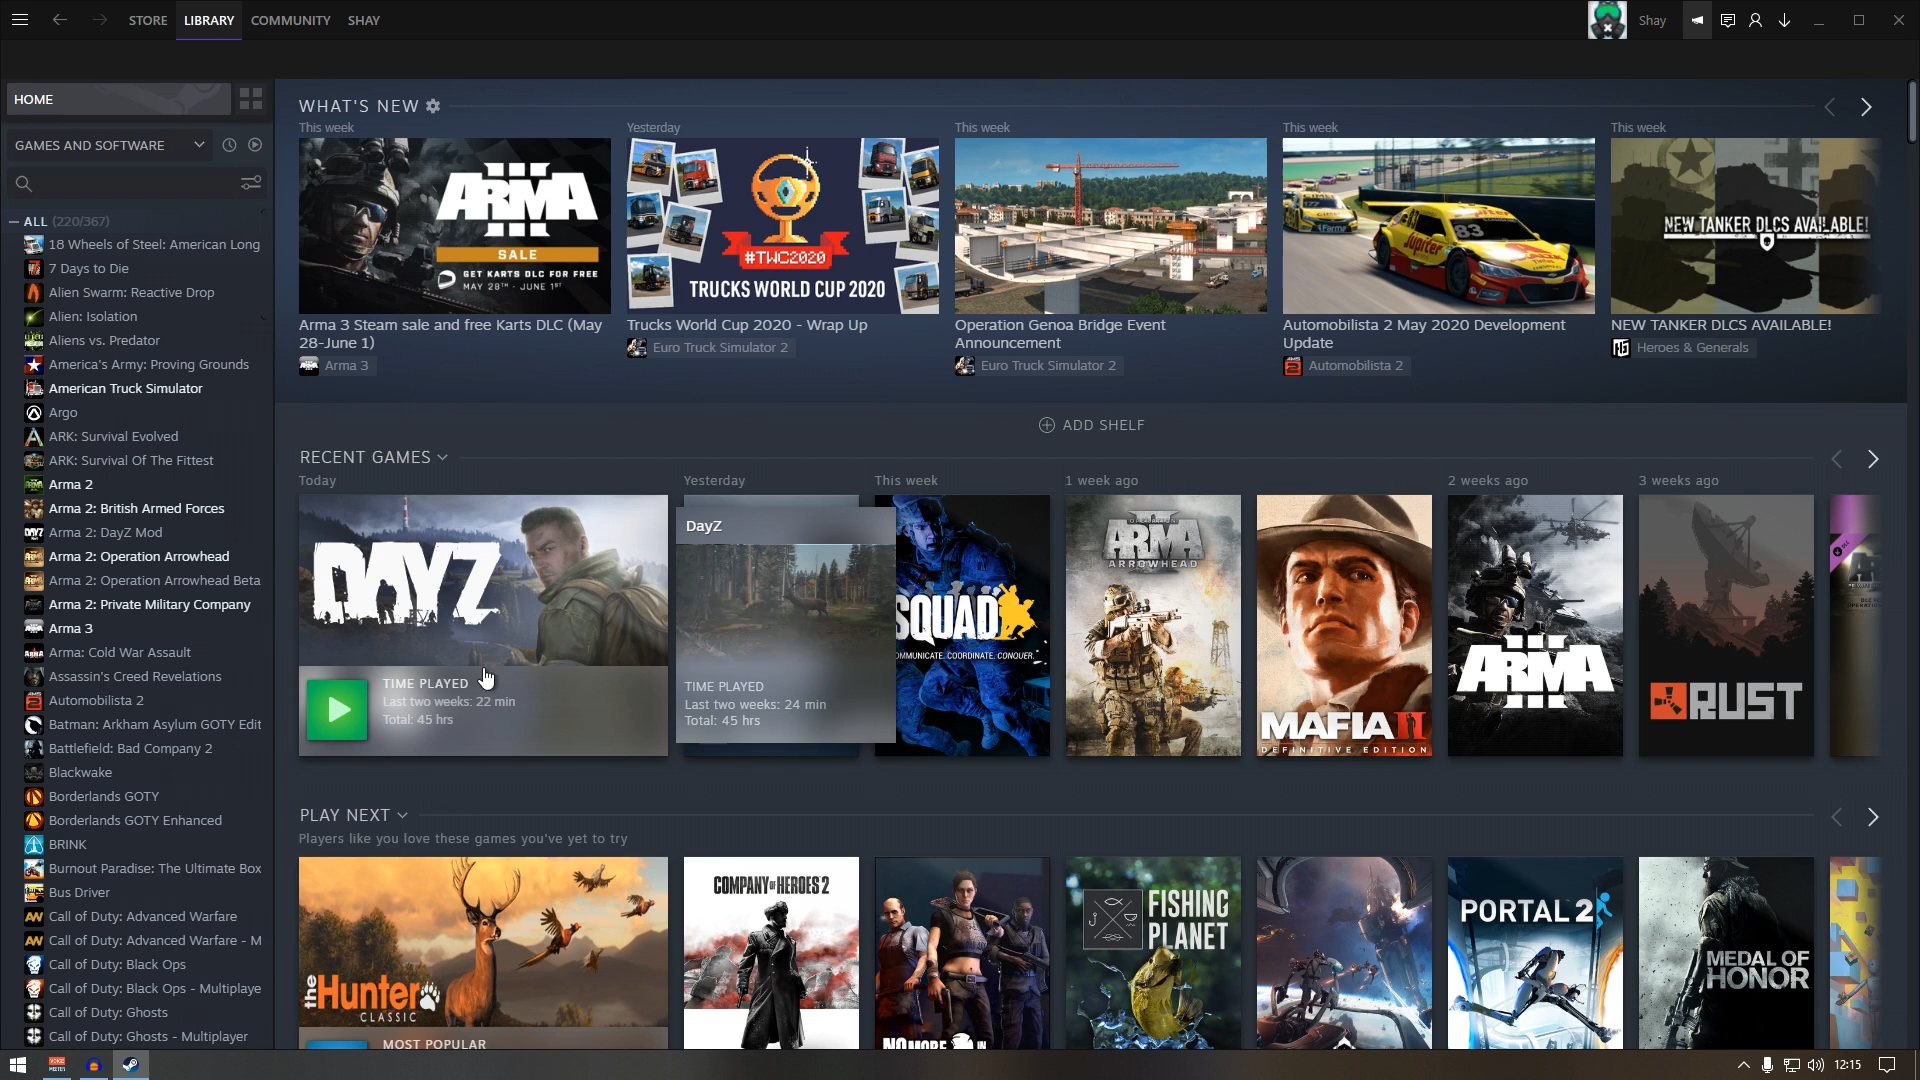 STORE
LIBRARY
COMMUNITY
SHAY
Shay
HOME
GAMES AND SOFTWARE
ALL (220/367)
18 Wheels of Steel: American Long
7 Days to Die
Alien Swarm: Reactive Drop
Alien: Isolation
Aliens vs. Predator
America's Army: Proving Grounds
American Truck Simulator
Argo
ARK: Survival Evolved
ARK: Survival Of The Fittest
Arma 2
Arma 2: British Armed Forces
Arma 2: DayZ Mod
Arma 2: Operation Arrowhead
Arma 2: Operation Arrowhead Beta
Arma 2: Private Military Company
Arma 3
Arma: Cold War Assault
Assassin's Creed Revelations
Automobilista 2
Batman: Arkham Asylum GOTY Edit
Battlefield: Bad Company 2
Blackwake
Borderlands GOTY
Borderlands GOTY Enhanced
BRINK
Burnout Paradise: The Ultimate Box
Bus Driver
Call of Duty: Advanced Warfare
Call of Duty: Advanced Warfare - M
Call of Duty: Black Ops
Call of Duty: Black Ops - Multiplaye
Call of Duty: Ghosts
Call of Duty: Ghosts - Multiplayer
WHAT'S NEW
This week
ARMA III
SALE
GET KARTS DLC FOR FREE
MAY 28TH - JUNE 1ST
Arma 3 Steam sale and free Karts DLC (May
28-June 1)
Arma 3
Yesterday
#TWC2020
TRUCKS WORLD CUP 2020
Trucks World Cup 2020 - Wrap Up
Euro Truck Simulator 2
This week
Operation Genoa Bridge Event
Announcement
Euro Truck Simulator 2
This week
177
Farma
Jupiter
83
Automobilista 2 May 2020 Development
Update
Automobilista 2
This week
NEW TANKER DLCS AVAILABLE!
NEW TANKER DLCS AVAILABLE!
Heroes & Generals
ADD SHELF
RECENT GAMES
Today
DAYZ
TIME PLAYED
Last two weeks: 22 min
Total: 45 hrs
Yesterday
DayZ
TIME PLAYED
Last two weeks: 24 min
Total: 45 hrs
This week
SQUAD
OMMUNICATE. COORDINATE. CONQUER.
1 week ago
ARMA II
ARROWHEAD
MAFIA II
DEFINITIVE EDITION
2 weeks ago
ARMA
III
3 weeks ago
RUST
PLAY NEXT
Players like you love these games you've yet to try
theHunter
CLASSIC
MOST POPULAR
COMPANY OF HEROES 2
NO MORE
IN
FISHING
PLANET
PORTAL 2
MEDAL OF
HONOR
12:15